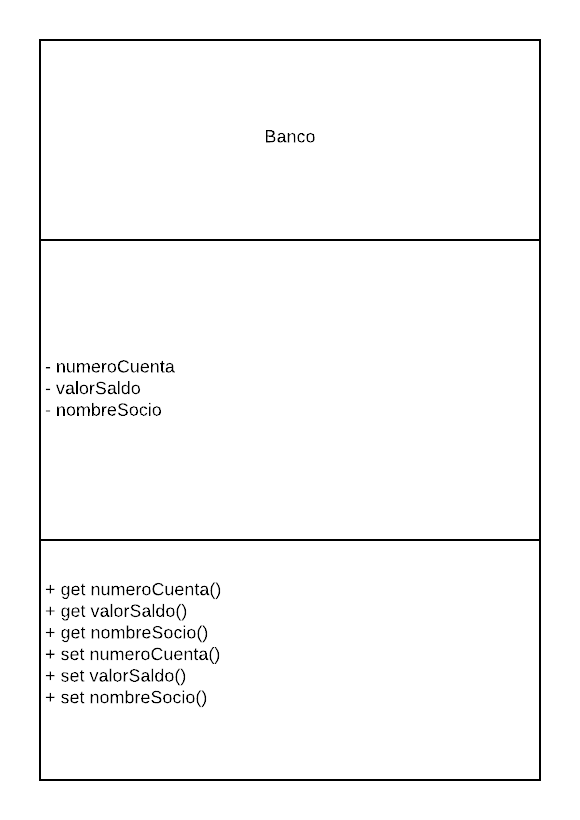 Banco
- numeroCuenta
- valorSaldo
- nombreSocio
+ get numeroCuenta()
+ get valorSaldo()
+ get nombreSocio()
+ set numeroCuenta()
+ set valorSaldo()
+ set nombreSocio()